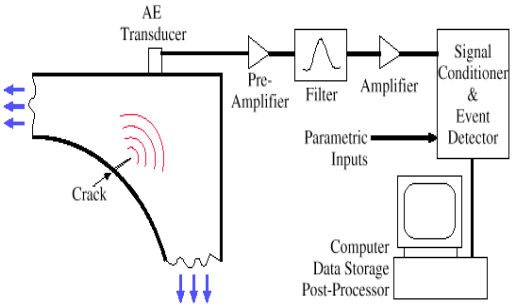 AE
Transducer
Pre-
Amplifier
Filter
Amplifier
Signal
Conditioner
&
Event
Detector
Parametric
Inputs
Crack
Computer
Data Storage
Post-Processor